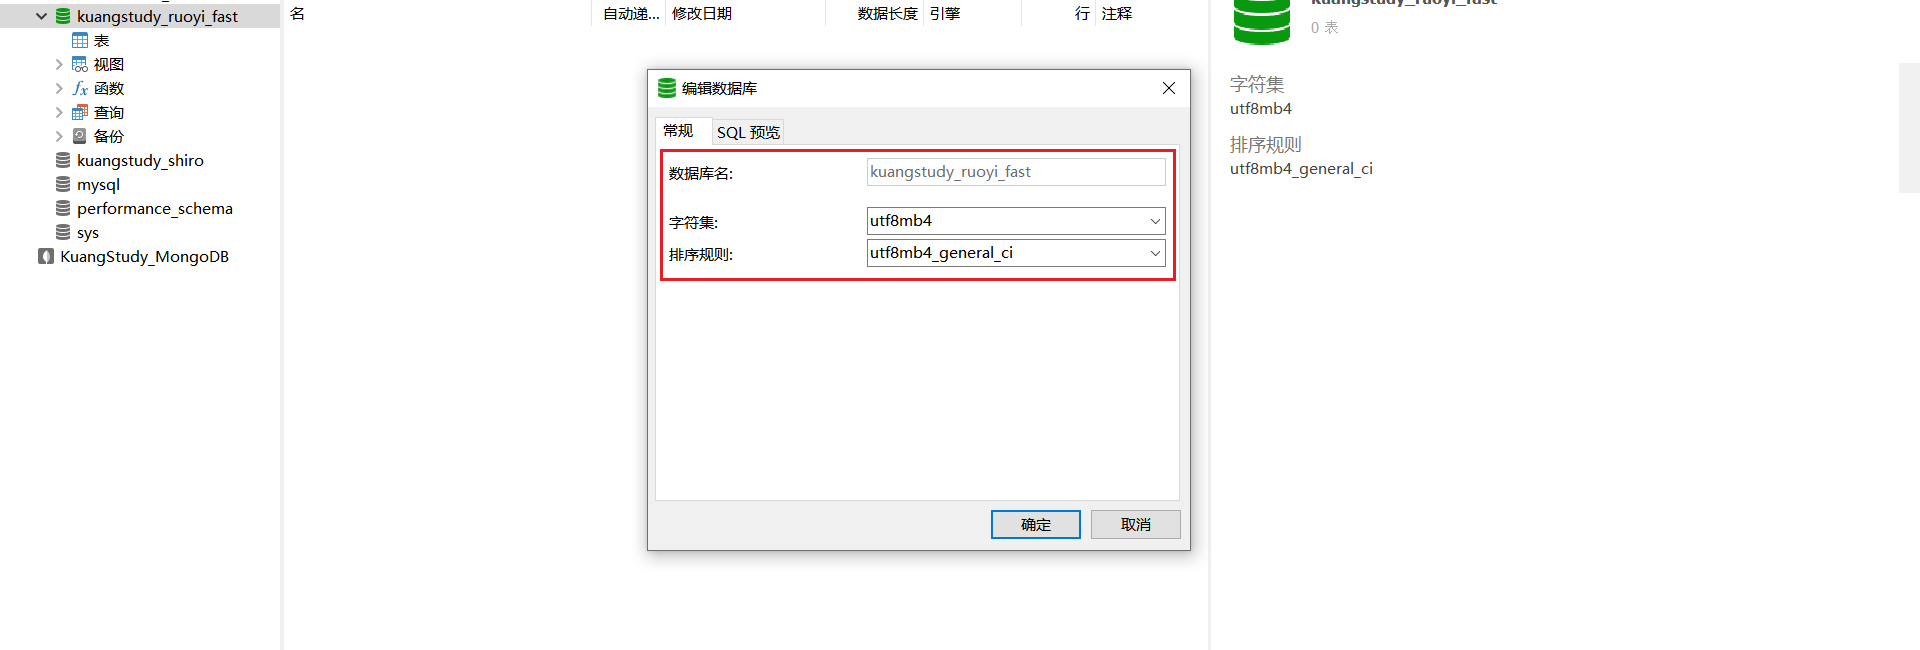 kuangstudy_ruoyi_fast
表
视图
函数
查询
备份
kuangstudy_shiro
mysql
performance_schema
sys
KuangStudy_MongoDB
名 自动递... 修改日期 数据长度 引擎 行 注释
编辑数据库
常规 SQL 预览
数据库名: kuangstudy_ruoyi_fast
字符集: utf8mb4
排序规则: utf8mb4_general_ci
确定 取消
kuangstudy_ruoyi_fast
0 表
字符集
utf8mb4
排序规则
utf8mb4_general_ci